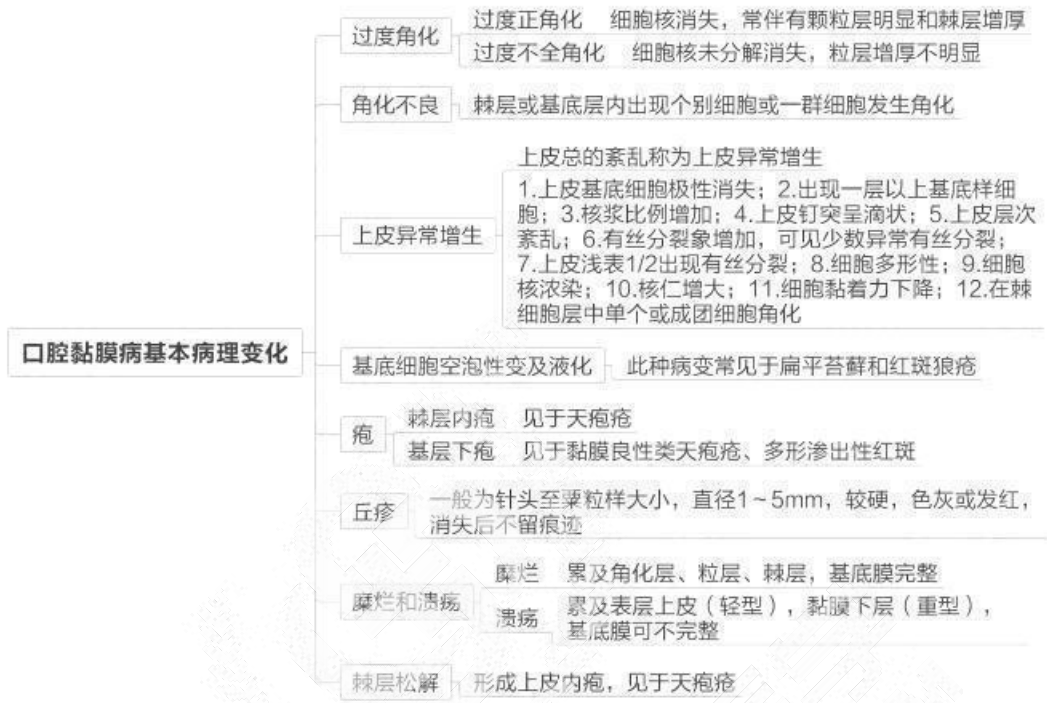 过度角化
过度正角化 细胞核消失，常伴有颗粒层明显和棘层增厚
过度不全角化 细胞核未分解消失，粒层增厚不明显
角化不良 棘层或基底层内出现个别细胞或一群细胞发生角化
上皮异常增生
上皮总的紊乱称为上皮异常增生
1.上皮基底细胞极性消失；2.出现一层以上基底样细
胞；3.核浆比例增加；4.上皮钉突呈滴状；5.上皮层次
紊乱；6.有丝分裂象增加，可见少数异常有丝分裂；
7.上皮浅表1/2出现有丝分裂；8.细胞多形性；9.细胞
核浓染；10.核仁增大；11.细胞黏着力下降；12.在棘
细胞层中单个或成团细胞角化
口腔黏膜病基本病理变化
基底细胞空泡性变及液化 此种病变常见于扁平苔藓和红斑狼疮
疱
棘层内疱 见于天疱疮
基层下疱 见于黏膜良性类天疱疮、多形渗出性红斑
丘疹
一般为针头至粟粒样大小，直径1～5mm，较硬，色灰或发红，
消失后不留痕迹
糜烂和溃疡
糜烂 累及角化层、粒层、棘层，基底膜完整
溃疡
累及表层上皮（轻型），黏膜下层（重型），
基底膜可不完整
棘层松解 形成上皮内疱，见于天疱疮